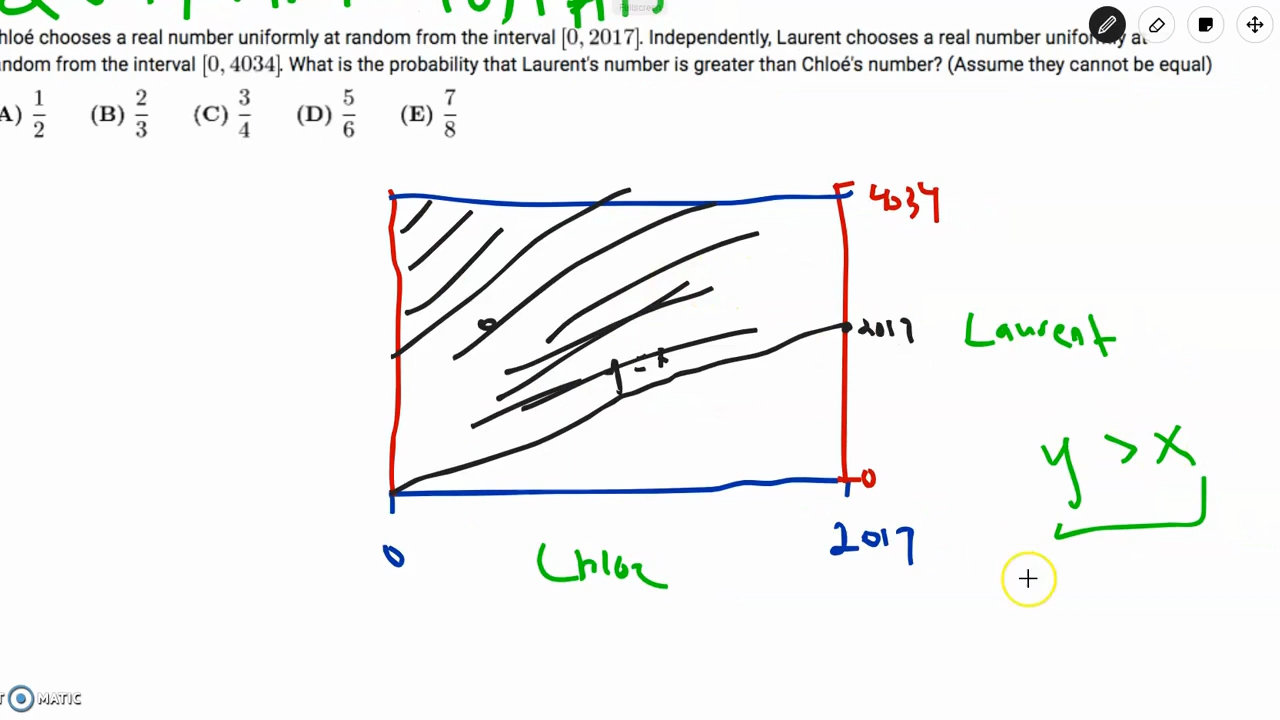 Fullscreen
hloé chooses a real number uniformly at random from the interval [0, 2017]. Independently, Laurent chooses a real number uniformly at
ndom from the interval [0, 4034]. What is the probability that Laurent's number is greater than Chloé's number? (Assume they cannot be equal)
A) 1/2 (B) 2/3 (C) 3/4 (D) 5/6 (E) 7/8
4034
2017 Laurent
y > x
0
0 Chloe 2017
MATIC